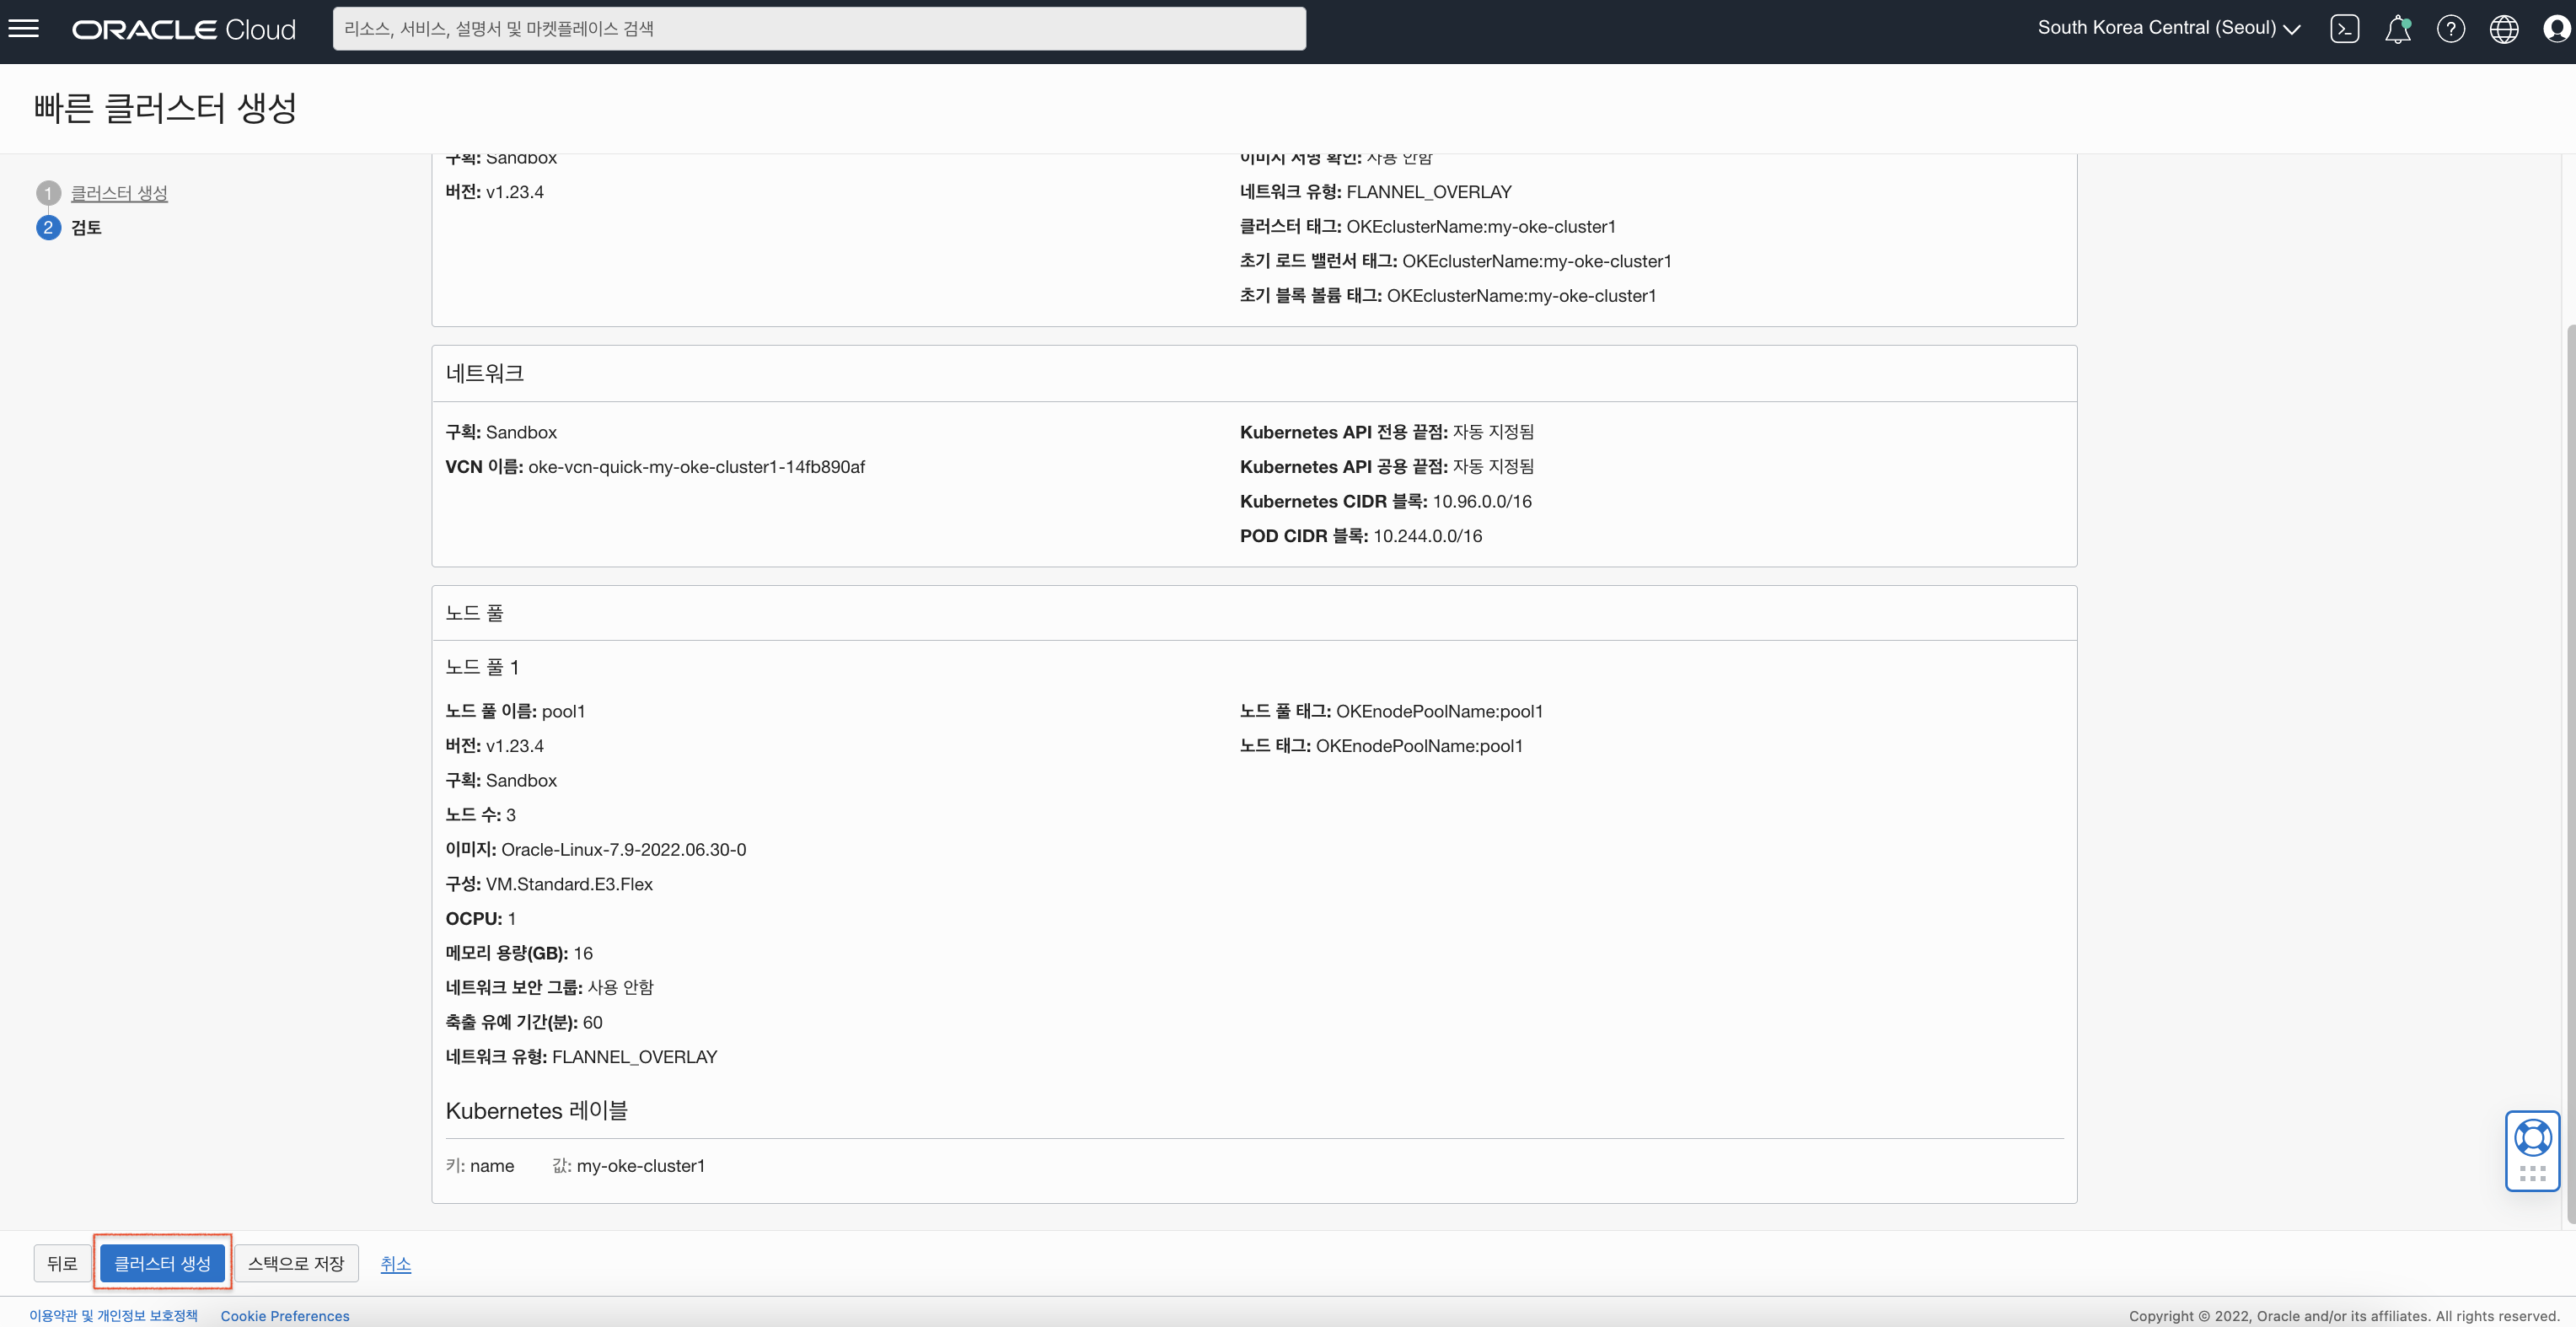 ORACLE Cloud
리소스, 서비스, 설명서 및 마켓플레이스 검색
South Korea Central (Seoul)
빠른 클러스터 생성
1 클러스터 생성
2 검토
구획: Sandbox
버전: v1.23.4
이미지 서명 확인: 사용 안함
네트워크 유형: FLANNEL_OVERLAY
클러스터 태그: OKEclusterName:my-oke-cluster1
초기 로드 밸런서 태그: OKEclusterName:my-oke-cluster1
초기 블록 볼륨 태그: OKEclusterName:my-oke-cluster1
네트워크
구획: Sandbox
VCN 이름: oke-vcn-quick-my-oke-cluster1-14fb890af
Kubernetes API 전용 끝점: 자동 지정됨
Kubernetes API 공용 끝점: 자동 지정됨
Kubernetes CIDR 블록: 10.96.0.0/16
POD CIDR 블록: 10.244.0.0/16
노드 풀
노드 풀 1
노드 풀 이름: pool1
버전: v1.23.4
구획: Sandbox
노드 수: 3
이미지: Oracle-Linux-7.9-2022.06.30-0
구성: VM.Standard.E3.Flex
OCPU: 1
메모리 용량(GB): 16
네트워크 보안 그룹: 사용 안함
축출 유예 기간(분): 60
네트워크 유형: FLANNEL_OVERLAY
노드 풀 태그: OKEnodePoolName:pool1
노드 태그: OKEnodePoolName:pool1
Kubernetes 레이블
키: name 값: my-oke-cluster1
뒤로 클러스터 생성 스택으로 저장 취소
이용약관 및 개인정보 보호정책 Cookie Preferences
Copyright © 2022, Oracle and/or its affiliates. All rights reserved.